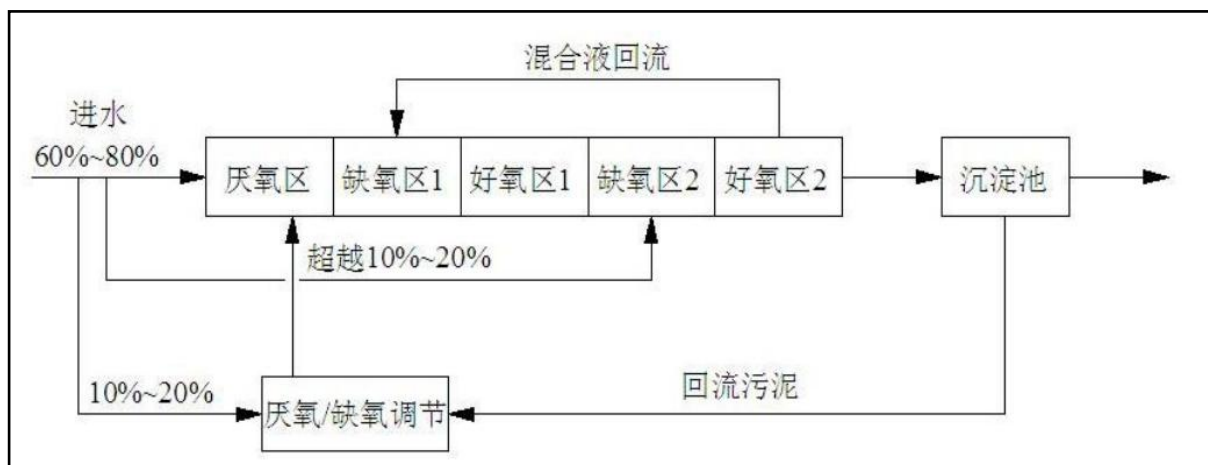 混合液回流
进水
60%~80%
厌氧区
缺氧区1
好氧区1
缺氧区2
好氧区2
沉淀池
超越10%~20%
10%~20%
厌氧/缺氧调节
回流污泥